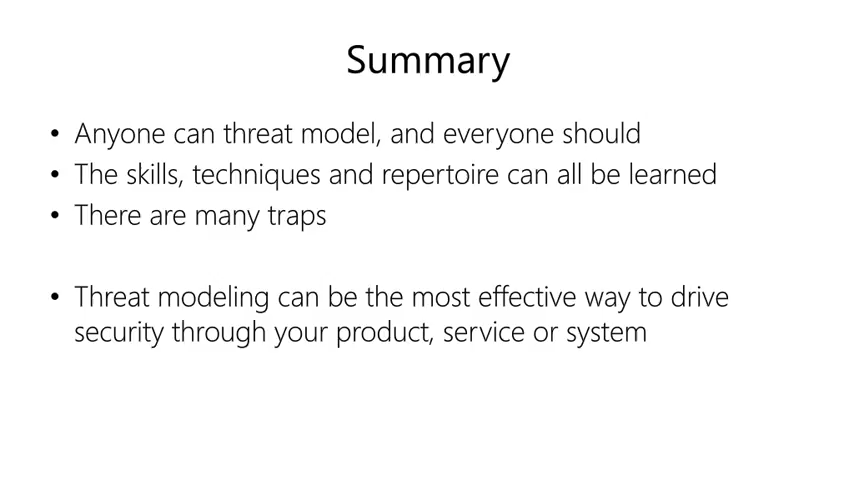 Summary
• Anyone can threat model, and everyone should
• The skills, techniques and repertoire can all be learned
• There are many traps
• Threat modeling can be the most effective way to drive
security through your product, service or system